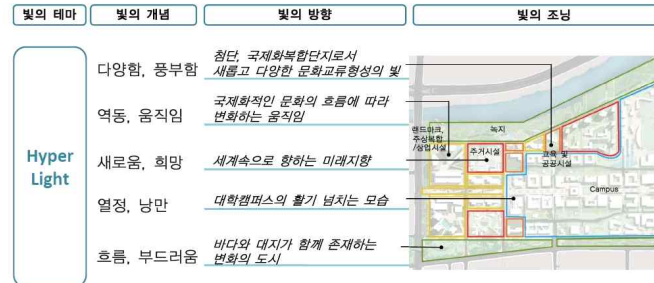 빛의 테마
빛의 개념
빛의 방향
빛의 조닝
Hyper
Light
다양함, 풍부함
첨단, 국제화복합단지로서
새롭고 다양한 문화교류형성의 빛
역동, 움직임
국제화적인 문화의 흐름에 따라
변화하는 움직임
새로움, 희망
세계속으로 향하는 미래지향
열정, 낭만
대학캠퍼스의 활기 넘치는 모습
흐름, 부드러움
바다와 대지가 함께 존재하는
변화의 도시
랜드마크,
주상복합
/상업시설
녹지
주거시설
교육 및
공공시설
Campus